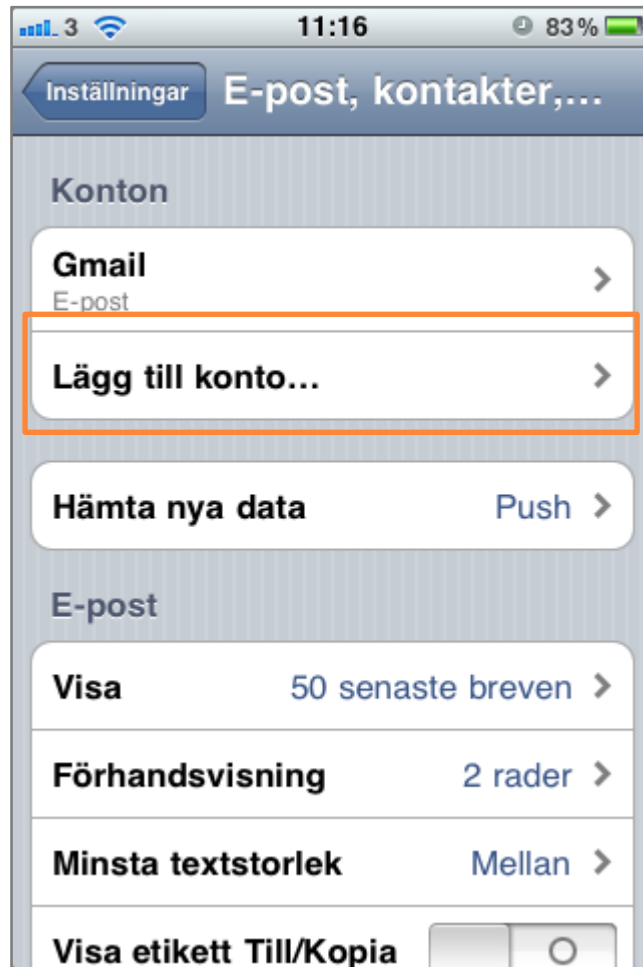 3 11:16 83%
Inställningar E-post, kontakter,...
Konton
Gmail
E-post
Lägg till konto...
Hämta nya data Push
E-post
Visa 50 senaste breven
Förhandsvisning 2 rader
Minsta textstorlek Mellan
Visa etikett Till/Kopia